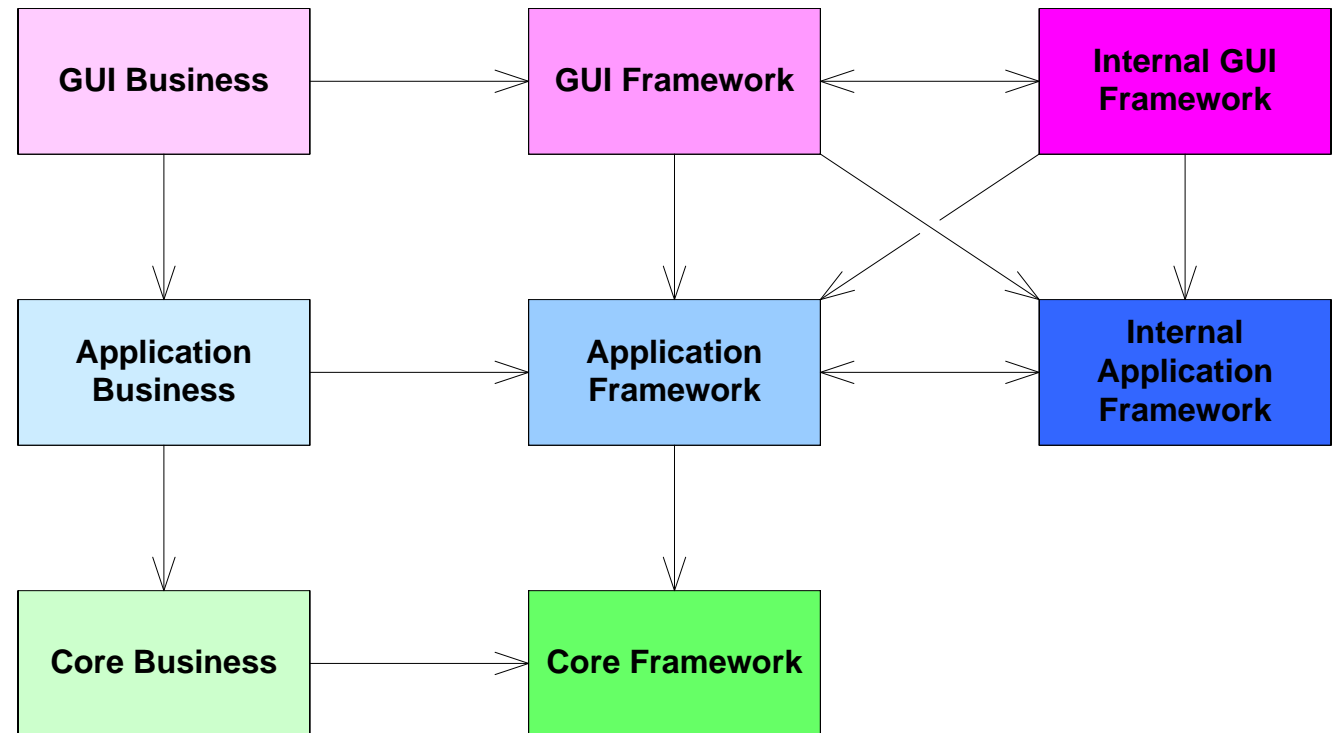 GUI Business
GUI Framework
Internal GUI
Framework
Application
Business
Application
Framework
Internal
Application
Framework
Core Business
Core Framework